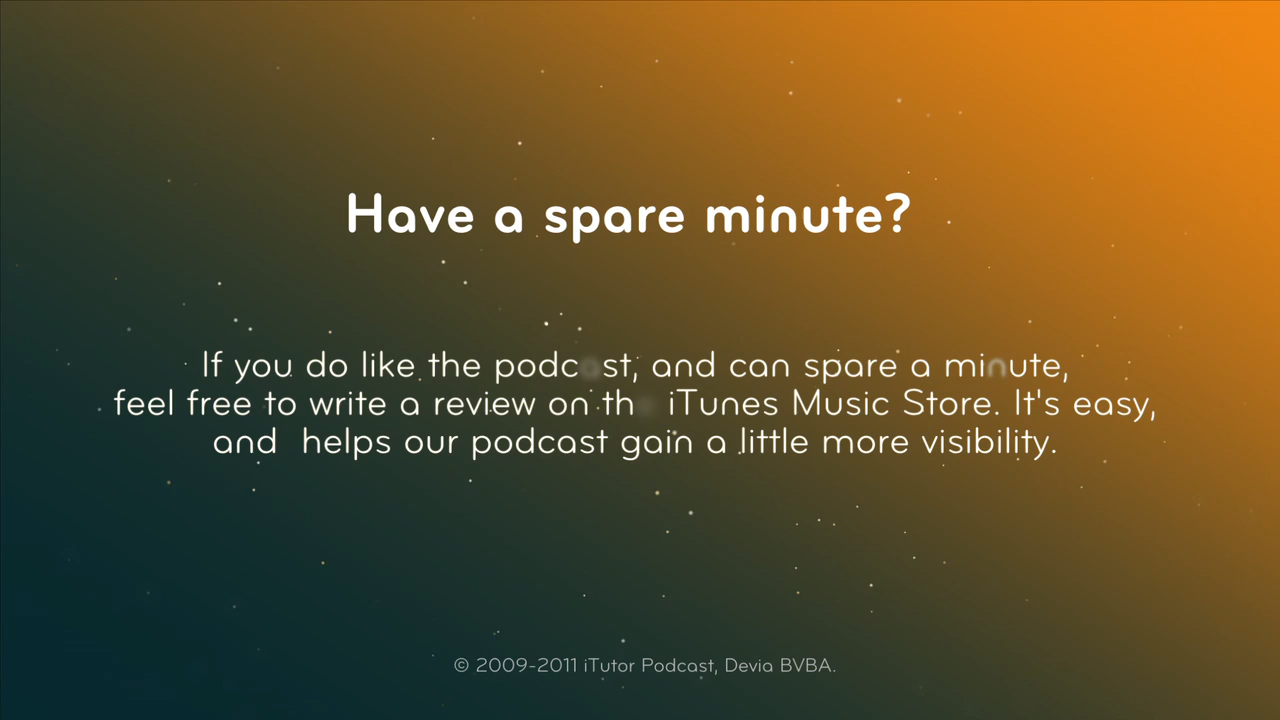 Have a spare minute?
If you do like the podcast, and can spare a minute,
feel free to write a review on the iTunes Music Store. It's easy,
and helps our podcast gain a little more visibility.
© 2009-2011 iTutor Podcast, Devia BVBA.